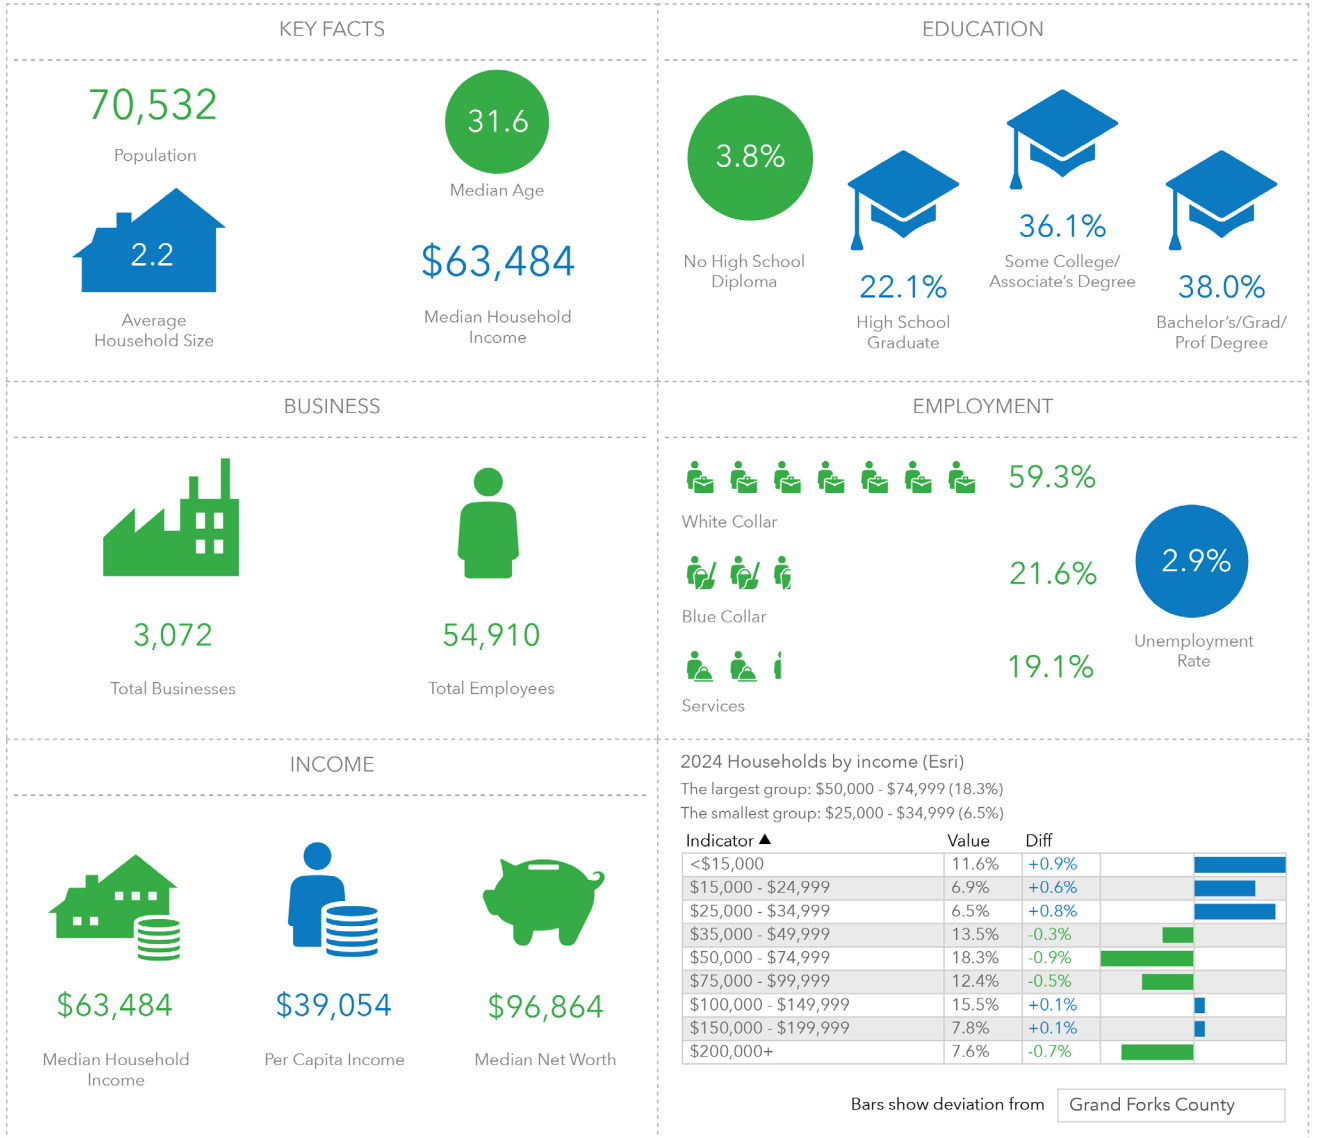 KEY FACTS
70,532
Population
31.6
Median Age
2.2
Average
Household Size
$63,484
Median Household
Income
EDUCATION
3.8%
No High School
Diploma
22.1%
High School
Graduate
36.1%
Some College/
Associate's Degree
38.0%
Bachelor's/Grad/
Prof Degree
BUSINESS
3,072
Total Businesses
54,910
Total Employees
EMPLOYMENT
59.3%
White Collar
21.6%
Blue Collar
19.1%
Services
2.9%
Unemployment
Rate
INCOME
$63,484
Median Household
Income
$39,054
Per Capita Income
$96,864
Median Net Worth
2024 Households by income (Esri)
The largest group: $50,000 - $74,999 (18.3%)
The smallest group: $25,000 - $34,999 (6.5%)
Indicator ▲ Value Diff
<$15,000 11.6% +0.9%
$15,000 - $24,999 6.9% +0.6%
$25,000 - $34,999 6.5% +0.8%
$35,000 - $49,999 13.5% -0.3%
$50,000 - $74,999 18.3% -0.9%
$75,000 - $99,999 12.4% -0.5%
$100,000 - $149,999 15.5% +0.1%
$150,000 - $199,999 7.8% +0.1%
$200,000+ 7.6% -0.7%
Bars show deviation from Grand Forks County